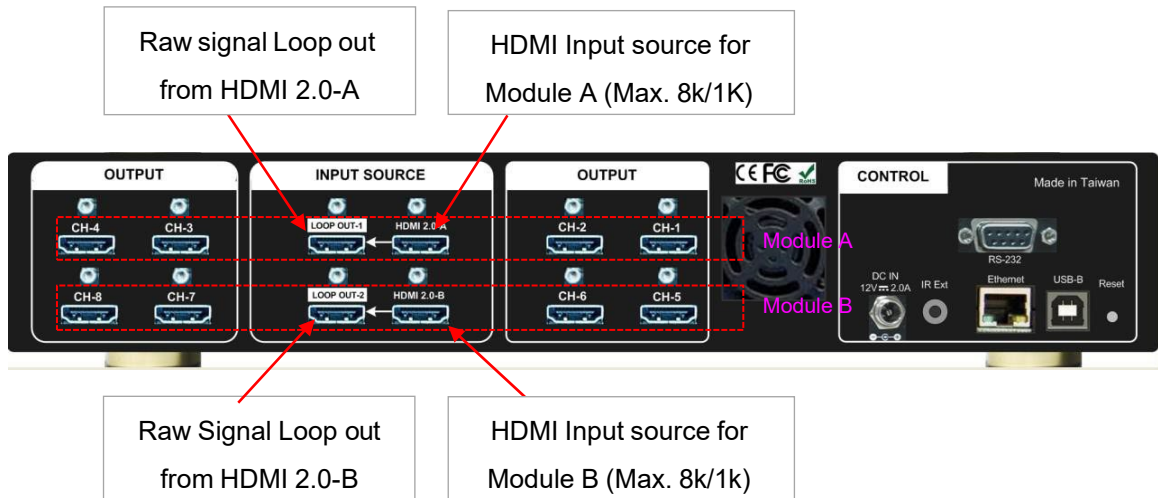 Raw signal Loop out
from HDMI 2.0-A
HDMI Input source for
Module A (Max. 8k/1K)
OUTPUT
INPUT SOURCE
OUTPUT
CE FC RoHS
CONTROL
Made in Taiwan
CH-4
CH-3
LOOP OUT-1
HDMI 2.0-A
CH-2
CH-1
Module A
RS-232
CH-8
CH-7
LOOP OUT-2
HDMI 2.0-B
CH-6
CH-5
Module B
DC IN
12V 2.0A
IR Ext
Ethernet
USB-B
Reset
Raw Signal Loop out
from HDMI 2.0-B
HDMI Input source for
Module B (Max. 8k/1k)